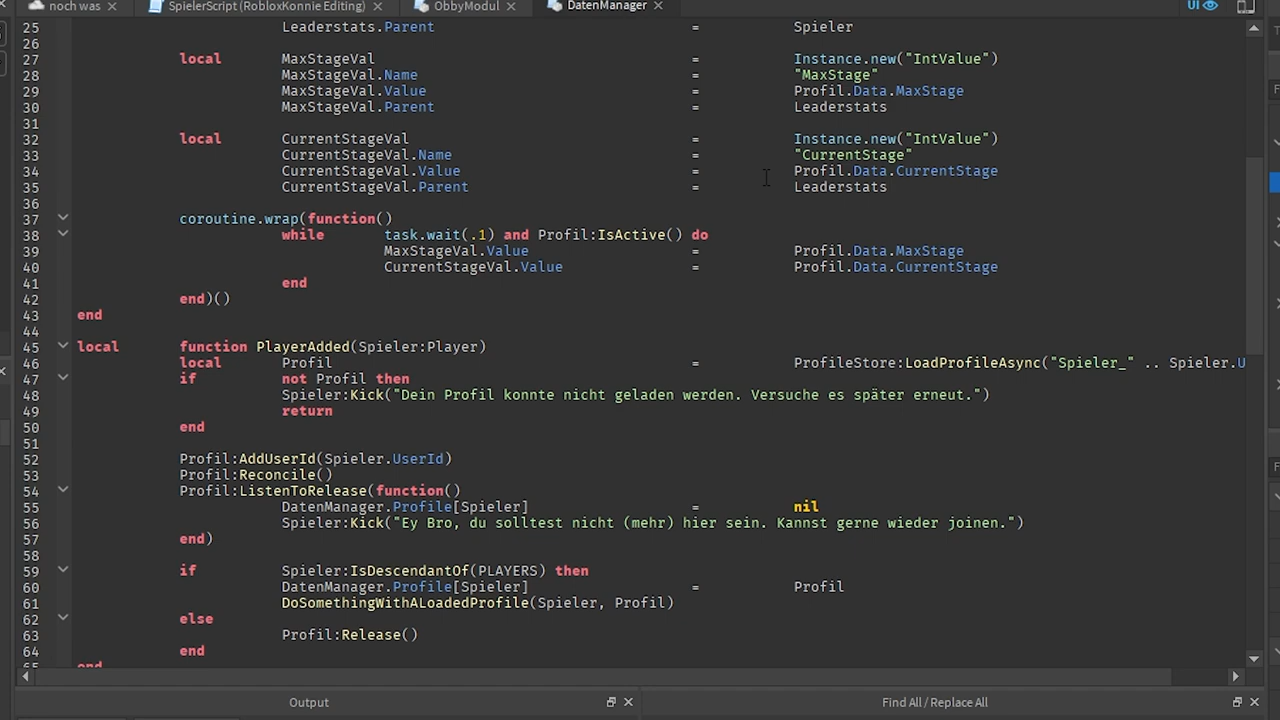 noch was
SpielerScript (RobloxKonnie Editing)
ObbyModul
DatenManager
UI
25 Leaderstats.Parent = Spieler
26
27 local MaxStageVal = Instance.new("IntValue")
28 MaxStageVal.Name = "MaxStage"
29 MaxStageVal.Value = Profil.Data.MaxStage
30 MaxStageVal.Parent = Leaderstats
31
32 local CurrentStageVal = Instance.new("IntValue")
33 CurrentStageVal.Name = "CurrentStage"
34 CurrentStageVal.Value = Profil.Data.CurrentStage
35 CurrentStageVal.Parent = Leaderstats
36
37 coroutine.wrap(function()
38 while task.wait(.1) and Profil:IsActive() do
39 MaxStageVal.Value = Profil.Data.MaxStage
40 CurrentStageVal.Value = Profil.Data.CurrentStage
41 end
42 end)()
43 end
44
45 local function PlayerAdded(Spieler:Player)
46 local Profil = ProfileStore:LoadProfileAsync("Spieler_" .. Spieler.U
47 if not Profil then
48 Spieler:Kick("Dein Profil konnte nicht geladen werden. Versuche es später erneut.")
49 return
50 end
51
52 Profil:AddUserId(Spieler.UserId)
53 Profil:Reconcile()
54 Profil:ListenToRelease(function()
55 DatenManager.Profile[Spieler] = nil
56 Spieler:Kick("Ey Bro, du solltest nicht (mehr) hier sein. Kannst gerne wieder joinen.")
57 end)
58
59 if Spieler:IsDescendantOf(PLAYERS) then
60 DatenManager.Profile[Spieler] = Profil
61 DoSomethingWithALoadedProfile(Spieler, Profil)
62 else
63 Profil:Release()
64 end
65 end
Output
Find All / Replace All